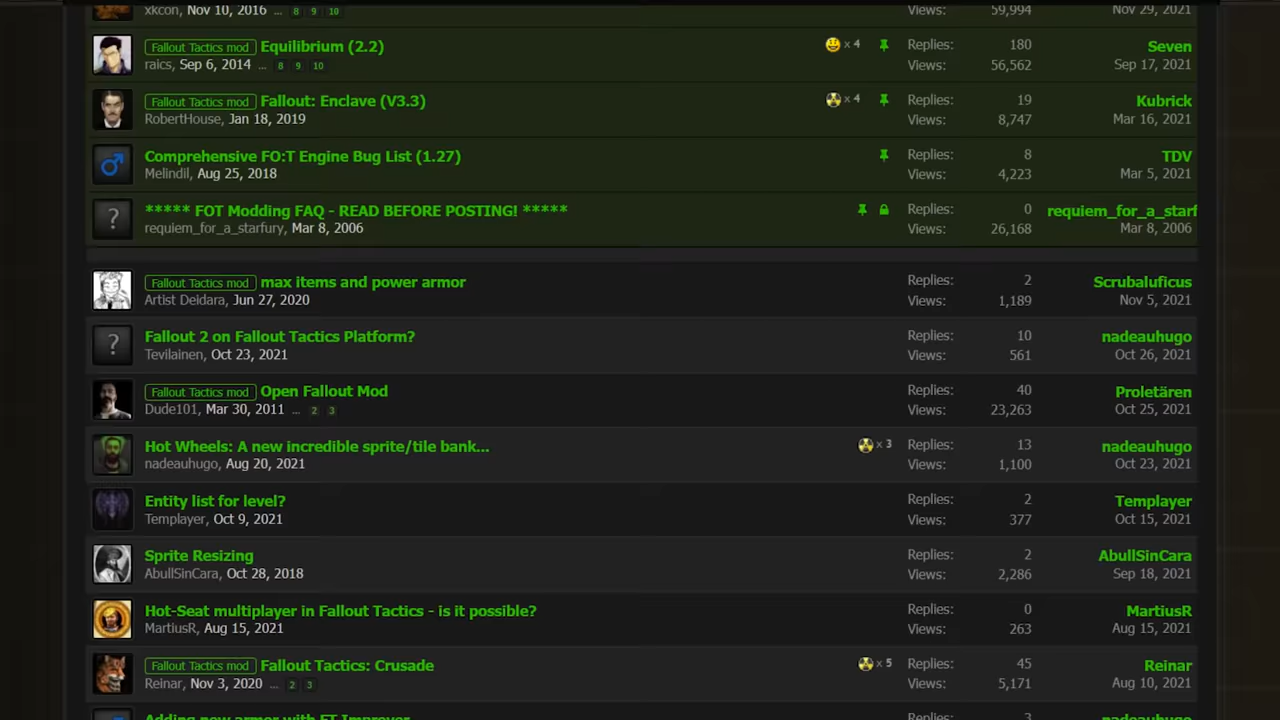 xkcon, Nov 10, 2016 ... 8 9 10 Views: 59,994 Nov 29, 2021
Fallout Tactics mod Equilibrium (2.2) x 4 Replies: 180 Seven
raics, Sep 6, 2014 ... 8 9 10 Views: 56,562 Sep 17, 2021
Fallout Tactics mod Fallout: Enclave (V3.3) x 4 Replies: 19 Kubrick
RobertHouse, Jan 18, 2019 Views: 8,747 Mar 16, 2021
Comprehensive FO:T Engine Bug List (1.27) Replies: 8 TDV
Melindil, Aug 25, 2018 Views: 4,223 Mar 5, 2021
***** FOT Modding FAQ - READ BEFORE POSTING! ***** Replies: 0 requiem_for_a_starf
requiem_for_a_starfury, Mar 8, 2006 Views: 26,168 Mar 8, 2006
Fallout Tactics mod max items and power armor Replies: 2 Scrubaluficus
Artist Deidara, Jun 27, 2020 Views: 1,189 Nov 5, 2021
Fallout 2 on Fallout Tactics Platform? Replies: 10 nadeauhugo
Tevilainen, Oct 23, 2021 Views: 561 Oct 26, 2021
Fallout Tactics mod Open Fallout Mod Replies: 40 Proletären
Dude101, Mar 30, 2011 ... 2 3 Views: 23,263 Oct 25, 2021
Hot Wheels: A new incredible sprite/tile bank... x 3 Replies: 13 nadeauhugo
nadeauhugo, Aug 20, 2021 Views: 1,100 Oct 23, 2021
Entity list for level? Replies: 2 Templayer
Templayer, Oct 9, 2021 Views: 377 Oct 15, 2021
Sprite Resizing Replies: 2 AbullSinCara
AbullSinCara, Oct 28, 2018 Views: 2,286 Sep 18, 2021
Hot-Seat multiplayer in Fallout Tactics - is it possible? Replies: 0 MartiusR
MartiusR, Aug 15, 2021 Views: 263 Aug 15, 2021
Fallout Tactics mod Fallout Tactics: Crusade x 5 Replies: 45 Reinar
Reinar, Nov 3, 2020 ... 2 3 Views: 5,171 Aug 10, 2021
Adding new armor with FT Improver Replies: 3 nadeauhugo